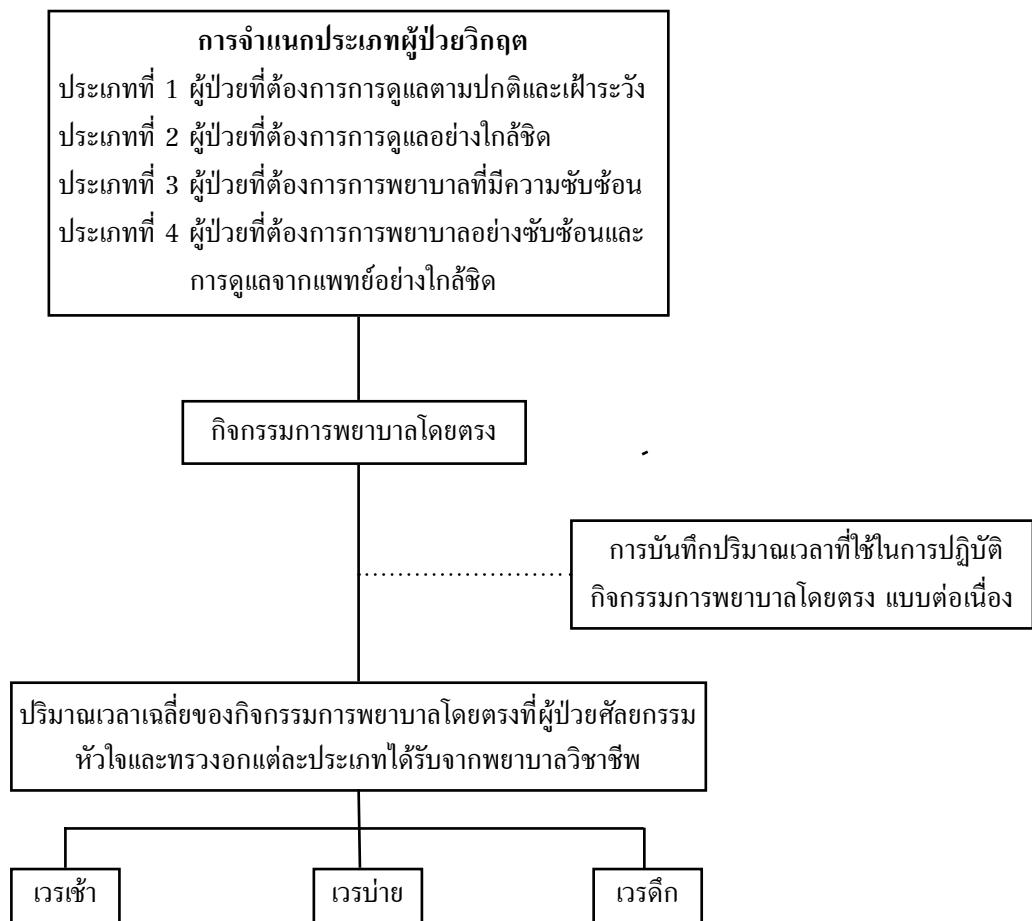 การจำแนกประเภทผู้ป่วยวิกฤต
ประเภทที่ 1 ผู้ป่วยที่ต้องการการดูแลตามปกติและเฝ้าระวัง
ประเภทที่ 2 ผู้ป่วยที่ต้องการการดูแลอย่างใกล้ชิด
ประเภทที่ 3 ผู้ป่วยที่ต้องการการพยาบาลที่มีความซับซ้อน
ประเภทที่ 4 ผู้ป่วยที่ต้องการการพยาบาลอย่างซับซ้อนและ
การดูแลจากแพทย์อย่างใกล้ชิด
กิจกรรมการพยาบาลโดยตรง
การบันทึกปริมาณเวลาที่ใช้ในการปฏิบัติ
กิจกรรมการพยาบาลโดยตรง แบบต่อเนื่อง
ปริมาณเวลาเฉลี่ยของกิจกรรมการพยาบาลโดยตรงที่ผู้ป่วยศัลยกรรม
หัวใจและทรวงอกแต่ละประเภทได้รับจากพยาบาลวิชาชีพ
เวรเช้า
เวรบ่าย
เวรดึก